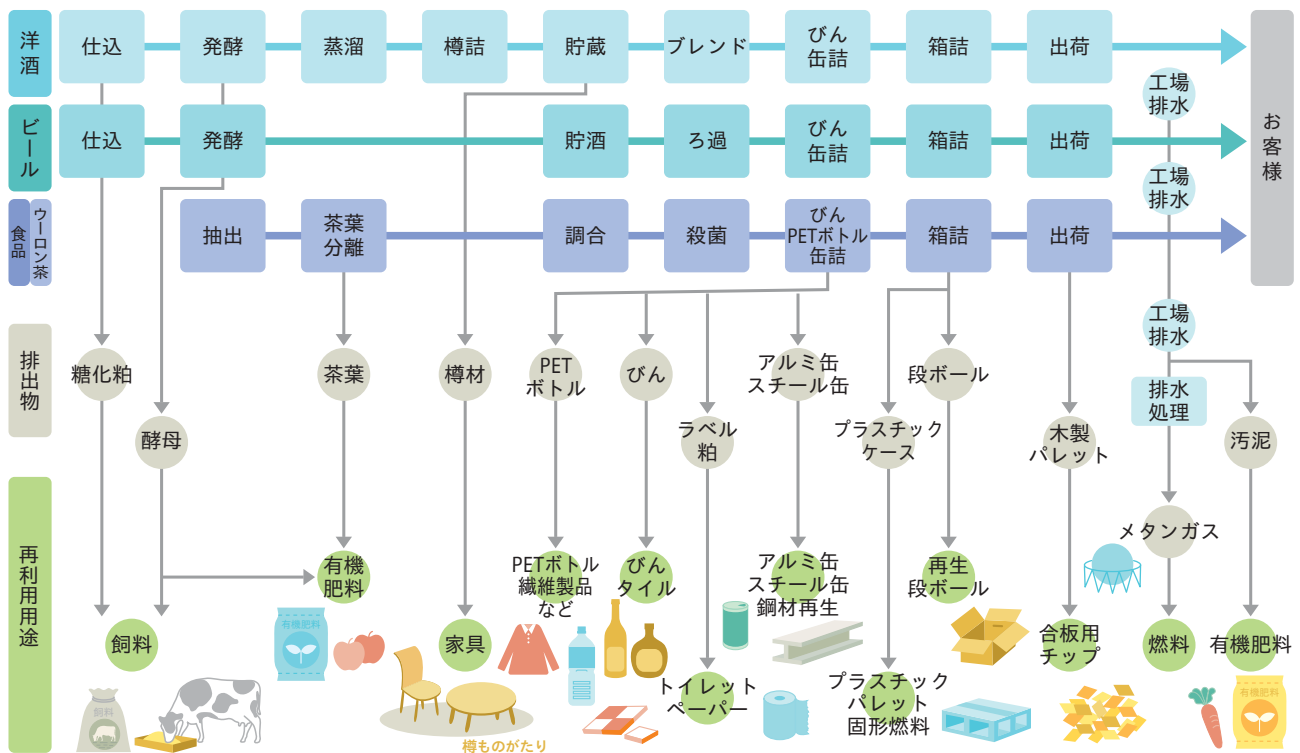 洋酒
仕込
発酵
蒸溜
樽詰
貯蔵
ブレンド
びん
缶詰
箱詰
出荷
お客様
工場
排水
ビール
仕込
発酵
貯酒
ろ過
びん
缶詰
箱詰
出荷
工場
排水
食品
ウーロン茶
抽出
茶葉
分離
調合
殺菌
びん
PETボトル
缶詰
箱詰
出荷
工場
排水
排出物
糖化粕
酵母
茶葉
樽材
PET
ボトル
びん
ラベル
粕
アルミ缶
スチール缶
プラスチック
ケース
段ボール
木製
パレット
排水
処理
汚泥
メタンガス
再利用用途
飼料
有機
肥料
家具
PETボトル
繊維製品
など
びん
タイル
トイレット
ペーパー
アルミ缶
スチール缶
鋼材再生
プラスチック
パレット
固形燃料
再生
段ボール
合板用
チップ
燃料
有機肥料
飼料
有機肥料
樽ものがたり
有機肥料